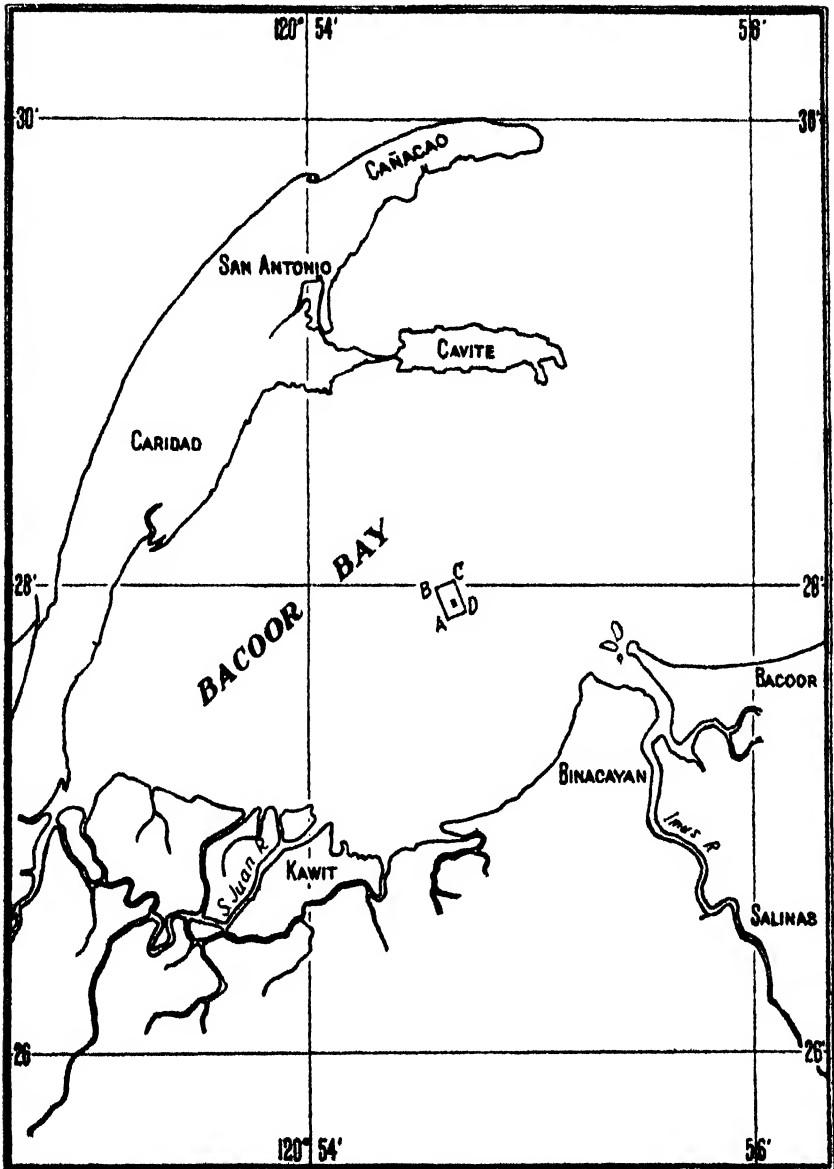 120° 54'
56'
30'
30'
CAÑACAO
SAN ANTONIO
CAVITE
CARIDAD
BACOOR BAY
28'
28'
B
C
A
D
BACOOR
BINACAYAN
Imus R
S. Juan R
KAWIT
SALINAS
26'
26'
120° 54'
56'